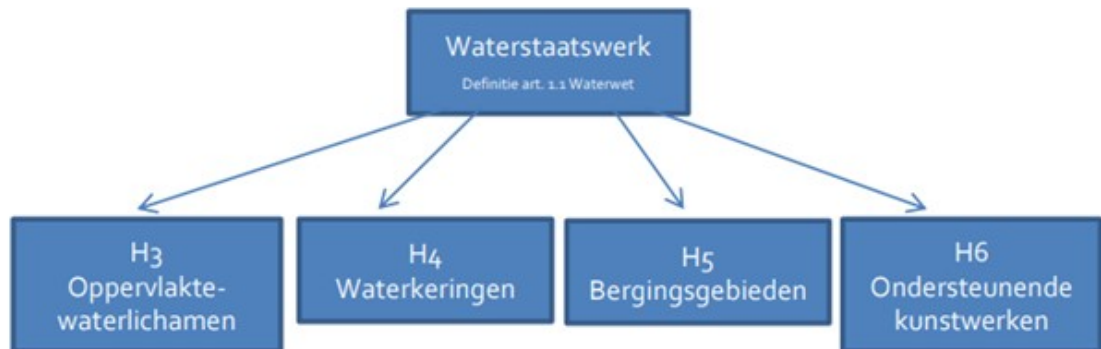 Waterstaatswerk
Definitie art. 1.1 Waterwet
H3
Oppervlakte-
waterlichamen
H4
Waterkeringen
H5
Bergingsgebieden
H6
Ondersteunende
kunstwerken